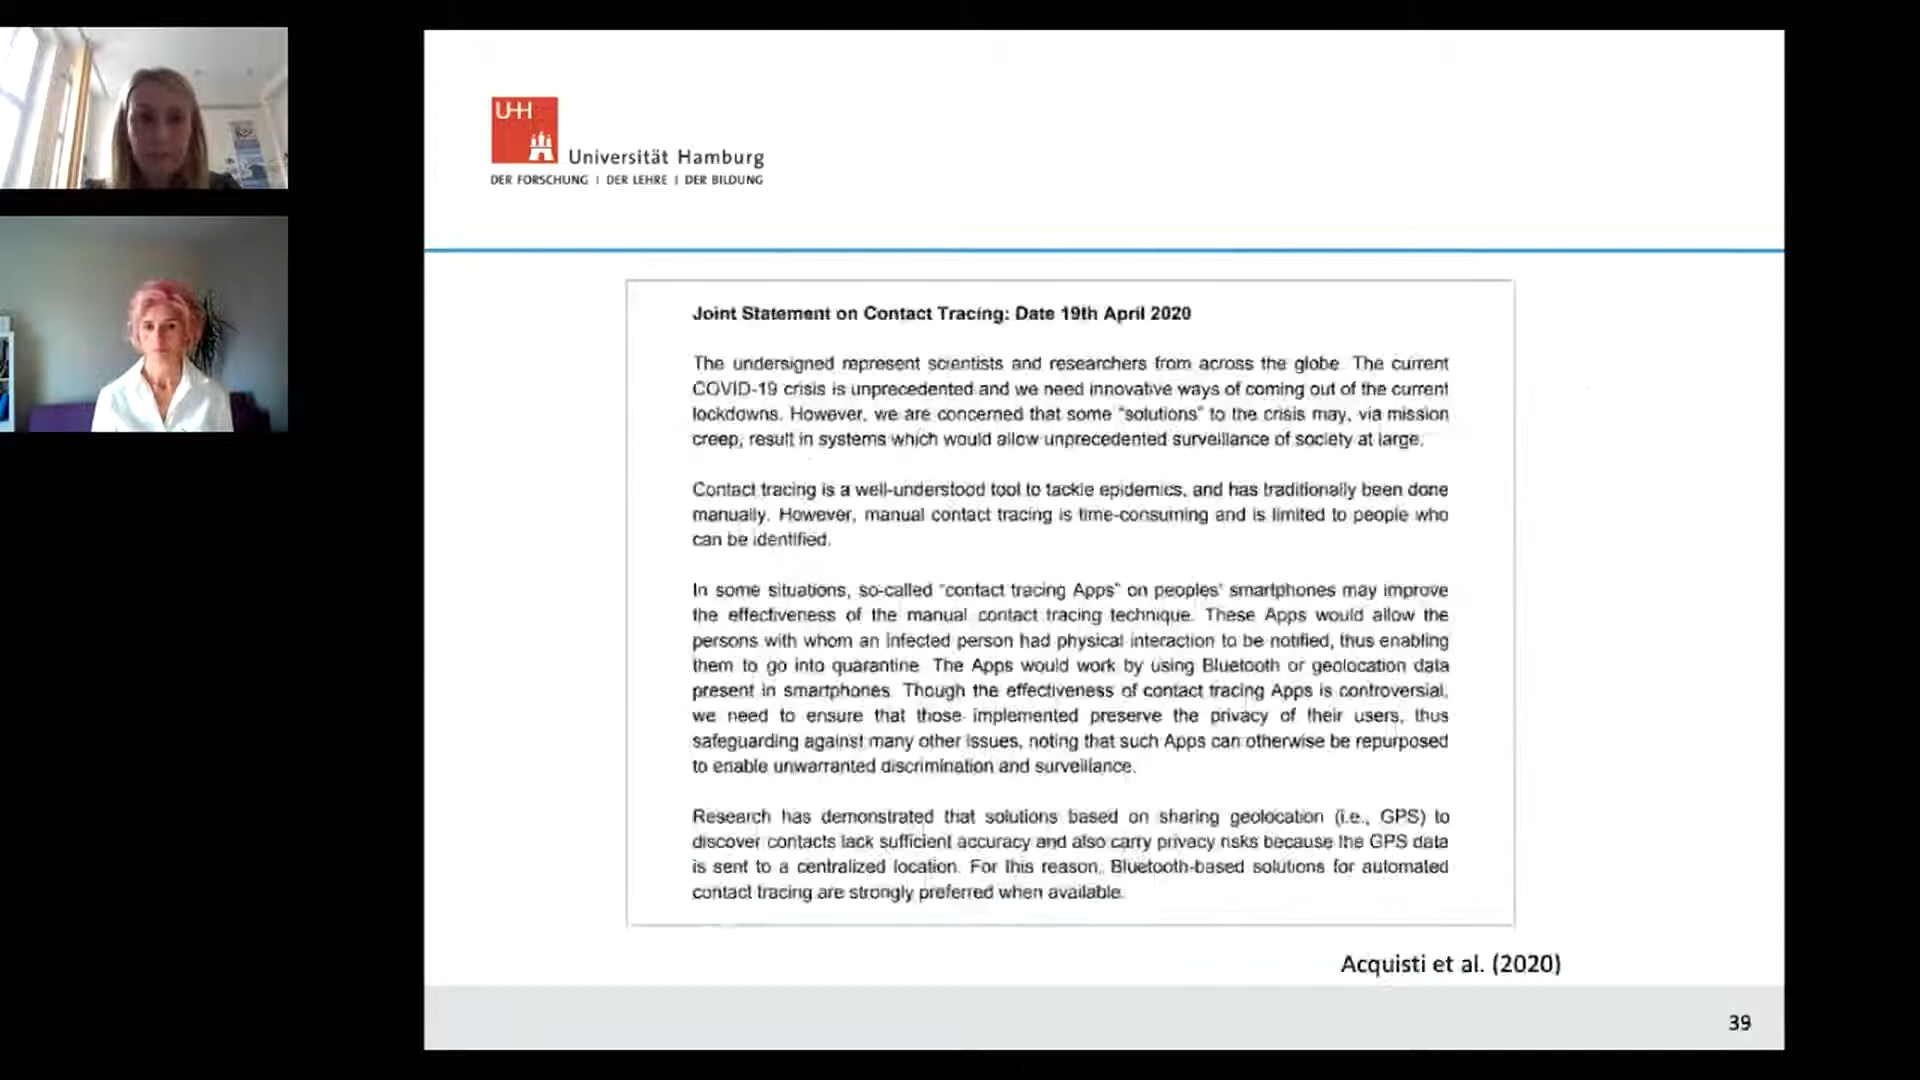 UHH
Universität Hamburg
DER FORSCHUNG | DER LEHRE | DER BILDUNG
Joint Statement on Contact Tracing: Date 19th April 2020
The undersigned represent scientists and researchers from across the globe. The current
COVID-19 crisis is unprecedented and we need innovative ways of coming out of the current
lockdowns. However, we are concerned that some "solutions" to the crisis may, via mission
creep, result in systems which would allow unprecedented surveillance of society at large.
Contact tracing is a well-understood tool to tackle epidemics, and has traditionally been done
manually. However, manual contact tracing is time-consuming and is limited to people who
can be identified.
In some situations, so-called "contact tracing Apps" on peoples' smartphones may improve
the effectiveness of the manual contact tracing technique. These Apps would allow the
persons with whom an infected person had physical interaction to be notified, thus enabling
them to go into quarantine. The Apps would work by using Bluetooth or geolocation data
present in smartphones. Though the effectiveness of contact tracing Apps is controversial,
we need to ensure that those implemented preserve the privacy of their users, thus
safeguarding against many other issues, noting that such Apps can otherwise be repurposed
to enable unwarranted discrimination and surveillance.
Research has demonstrated that solutions based on sharing geolocation (i.e., GPS) to
discover contacts lack sufficient accuracy and also carry privacy risks because the GPS data
is sent to a centralized location. For this reason, Bluetooth-based solutions for automated
contact tracing are strongly preferred when available.
Acquisti et al. (2020)
39